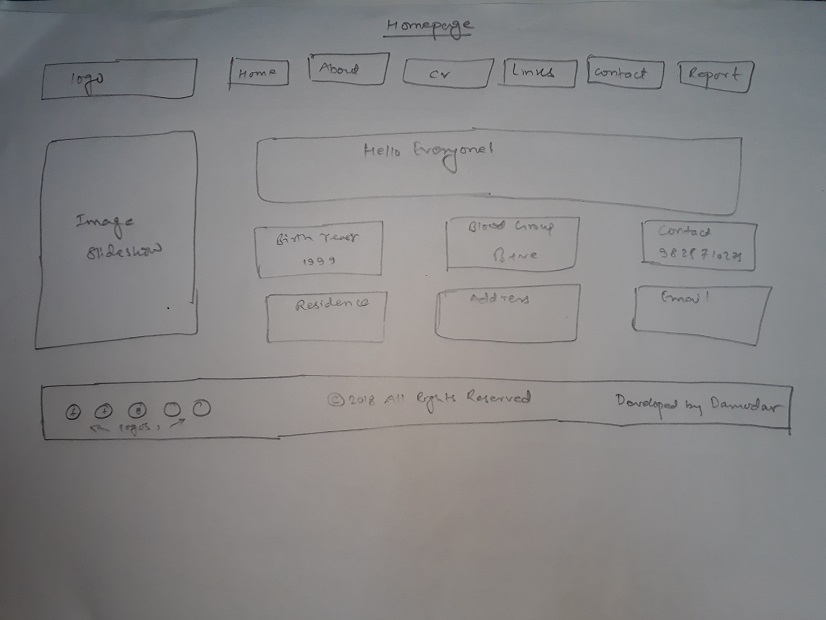 Homepage
logo
Home
About
CV
Links
Contact
Report
Hello Everyone!
Image
Slideshow
Birth Year
1999
Blood Group
B+ve
Contact
Residence
Address
Email
© 2018 All Rights Reserved
Developed by Damodar
logos